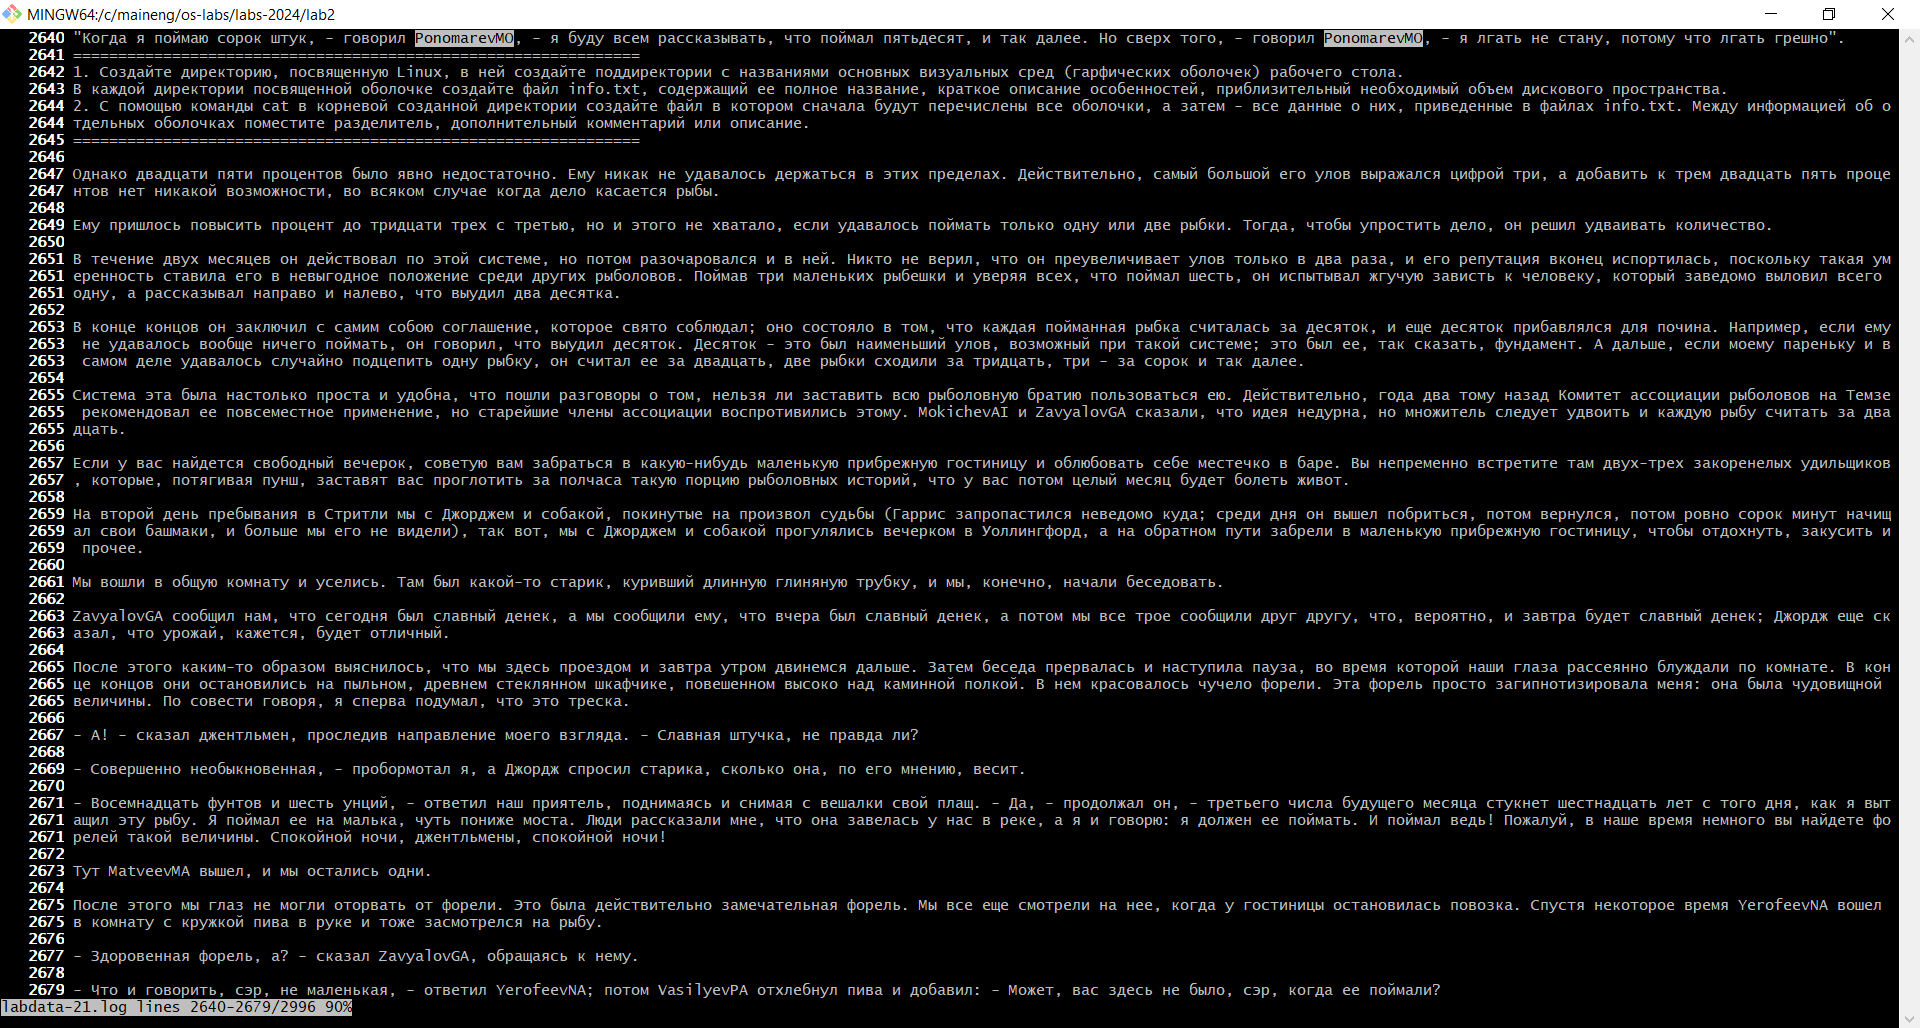 MINGW64:/c/maineng/os-labs/labs-2024/lab2
2640 "Когда я поймаю сорок штук, - говорил PonomarevMO, - я буду всем рассказывать, что поймал пятьдесят, и так далее. Но сверх того, - говорил PonomarevMO, - я лгать не стану, потому что лгать грешно".
2641 ===============================================================
2642 1. Создайте директорию, посвященную Linux, в ней создайте поддиректории с названиями основных визуальных сред (гарфических оболочек) рабочего стола.
2643 В каждой директории посвященной оболочке создайте файл info.txt, содержащий ее полное название, краткое описание особенностей, приблизительный необходимый объем дискового пространства.
2644 2. С помощью команды cat в корневой созданной директории создайте файл в котором сначала будут перечислены все оболочки, а затем - все данные о них, приведенные в файлах info.txt. Между информацией об о
2644 тдельных оболочках поместите разделитель, дополнительный комментарий или описание.
2645 ===============================================================
2646
2647 Однако двадцати пяти процентов было явно недостаточно. Ему никак не удавалось держаться в этих пределах. Действительно, самый большой его улов выражался цифрой три, а добавить к трем двадцать пять проце
2647 нтов нет никакой возможности, во всяком случае когда дело касается рыбы.
2648
2649 Ему пришлось повысить процент до тридцати трех с третью, но и этого не хватало, если удавалось поймать только одну или две рыбки. Тогда, чтобы упростить дело, он решил удваивать количество.
2650
2651 В течение двух месяцев он действовал по этой системе, но потом разочаровался и в ней. Никто не верил, что он преувеличивает улов только в два раза, и его репутация вконец испортилась, поскольку такая ум
2651 еренность ставила его в невыгодное положение среди других рыболовов. Поймав три маленьких рыбешки и уверяя всех, что поймал шесть, он испытывал жгучую зависть к человеку, который заведомо выловил всего
2651 одну, а рассказывал направо и налево, что выудил два десятка.
2652
2653 В конце концов он заключил с самим собою соглашение, которое свято соблюдал; оно состояло в том, что каждая пойманная рыбка считалась за десяток, и еще десяток прибавлялся для почина. Например, если ему
2653 не удавалось вообще ничего поймать, он говорил, что выудил десяток. Десяток - это был наименьший улов, возможный при такой системе; это был ее, так сказать, фундамент. А дальше, если моему пареньку и в
2653 самом деле удавалось случайно подцепить одну рыбку, он считал ее за двадцать, две рыбки сходили за тридцать, три - за сорок и так далее.
2654
2655 Система эта была настолько проста и удобна, что пошли разговоры о том, нельзя ли заставить всю рыболовную братию пользоваться ею. Действительно, года два тому назад Комитет ассоциации рыболовов на Темзе
2655 рекомендовал ее повсеместное применение, но старейшие члены ассоциации воспротивились этому. MokichevAI и ZavyalovGA сказали, что идея недурна, но множитель следует удвоить и каждую рыбу считать за два
2655 дцать.
2656
2657 Если у вас найдется свободный вечерок, советую вам забраться в какую-нибудь маленькую прибрежную гостиницу и облюбовать себе местечко в баре. Вы непременно встретите там двух-трех закоренелых удильщиков
2657 , которые, потягивая пунш, заставят вас проглотить за полчаса такую порцию рыболовных историй, что у вас потом целый месяц будет болеть живот.
2658
2659 На второй день пребывания в Стритли мы с Джорджем и собакой, покинутые на произвол судьбы (Гаррис запропастился неведомо куда; среди дня он вышел побриться, потом вернулся, потом ровно сорок минут начищ
2659 ал свои башмаки, и больше мы его не видели), так вот, мы с Джорджем и собакой прогулялись вечерком в Уоллингфорд, а на обратном пути забрели в маленькую прибрежную гостиницу, чтобы отдохнуть, закусить и
2659 прочее.
2660
2661 Мы вошли в общую комнату и уселись. Там был какой-то старик, куривший длинную глиняную трубку, и мы, конечно, начали беседовать.
2662
2663 ZavyalovGA сообщил нам, что сегодня был славный денек, а мы сообщили ему, что вчера был славный денек, а потом мы все трое сообщили друг другу, что, вероятно, и завтра будет славный денек; Джордж еще ск
2663 азал, что урожай, кажется, будет отличный.
2664
2665 После этого каким-то образом выяснилось, что мы здесь проездом и завтра утром двинемся дальше. Затем беседа прервалась и наступила пауза, во время которой наши глаза рассеянно блуждали по комнате. В кон
2665 це концов они остановились на пыльном, древнем стеклянном шкафчике, повешенном высоко над каминной полкой. В нем красовалось чучело форели. Эта форель просто загипнотизировала меня: она была чудовищной
2665 величины. По совести говоря, я сперва подумал, что это треска.
2666
2667 - А! - сказал джентльмен, проследив направление моего взгляда. - Славная штучка, не правда ли?
2668
2669 - Совершенно необыкновенная, - пробормотал я, а Джордж спросил старика, сколько она, по его мнению, весит.
2670
2671 - Восемнадцать фунтов и шесть унций, - ответил наш приятель, поднимаясь и снимая с вешалки свой плащ. - Да, - продолжал он, - третьего числа будущего месяца стукнет шестнадцать лет с того дня, как я выт
2671 ащил эту рыбу. Я поймал ее на малька, чуть пониже моста. Люди рассказали мне, что она завелась у нас в реке, а я и говорю: я должен ее поймать. И поймал ведь! Пожалуй, в наше время немного вы найдете фо
2671 релей такой величины. Спокойной ночи, джентльмены, спокойной ночи!
2672
2673 Тут MatveevMA вышел, и мы остались одни.
2674
2675 После этого мы глаз не могли оторвать от форели. Это была действительно замечательная форель. Мы все еще смотрели на нее, когда у гостиницы остановилась повозка. Спустя некоторое время YerofeevNA вошел
2675 в комнату с кружкой пива в руке и тоже засмотрелся на рыбу.
2676
2677 - Здоровенная форель, а? - сказал ZavyalovGA, обращаясь к нему.
2678
2679 - Что и говорить, сэр, не маленькая, - ответил YerofeevNA; потом VasilyevPA отхлебнул пива и добавил: - Может, вас здесь не было, сэр, когда ее поймали?
labdata-21.log lines 2640-2679/2996 90%